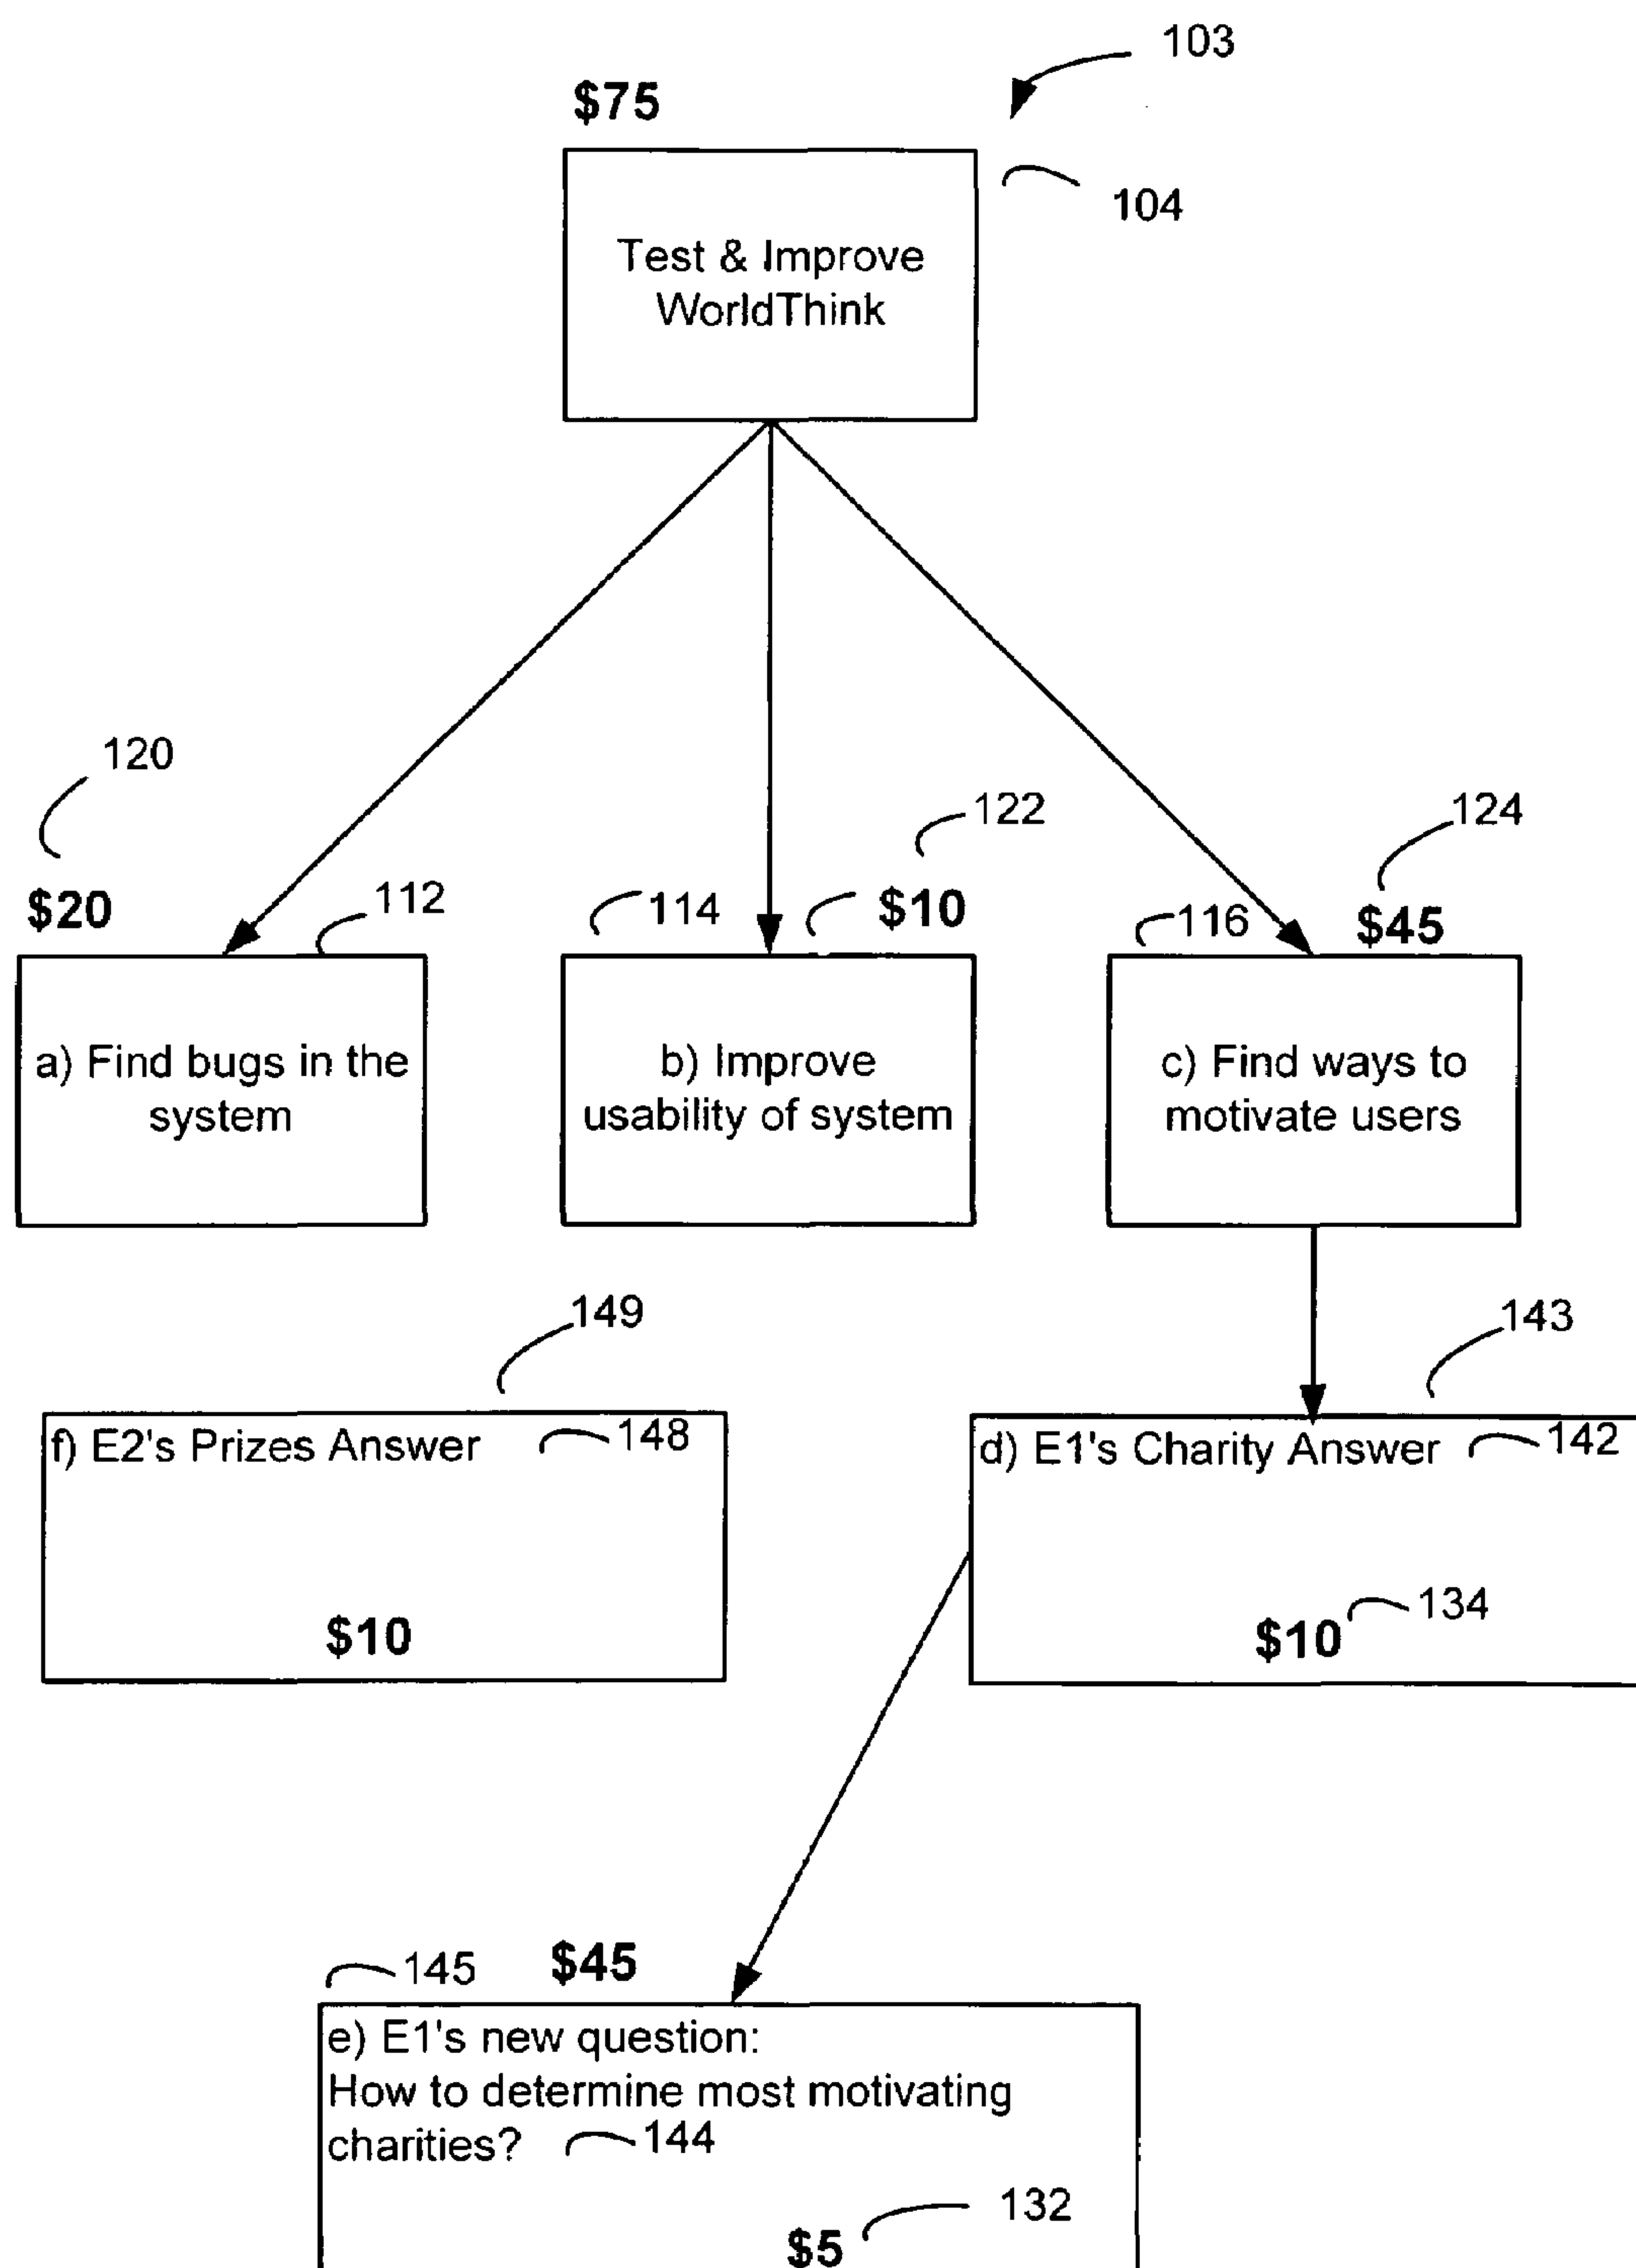 103
$75
104
Test & Improve
WorldThink
120
122
124
$20
112
114
$10
116
$45
a) Find bugs in the
system
b) Improve
usability of system
c) Find ways to
motivate users
149
143
f) E2's Prizes Answer
148
d) E1's Charity Answer
142
$10
$10
134
145
$45
e) E1's new question:
How to determine most motivating
charities?
144
132
$5